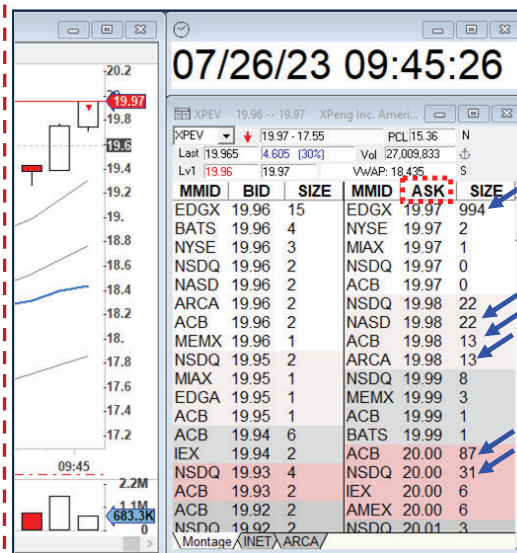 07/26/23 09:45:26
20.2
19.97
19.8
19.6
19.4
19.2
19.
18.8
18.6
18.4
18.2
18.
17.8
17.6
17.4
17.2
09:45
2.2M
1.1M
683.3K
0
XPEV 19.96 -- 19.97 XPeng Inc. Ameri...
XPEV 19.97 - 17.55 PCL 15.36 N
Last 19.965 4.605 (30%) Vol 27,009,833
Lv1 19.96 19.97 VWAP: 18.435 S
MMID BID SIZE MMID ASK SIZE
EDGX 19.96 15 EDGX 19.97 994
BATS 19.96 4 NYSE 19.97 2
NYSE 19.96 3 MIAX 19.97 1
NSDQ 19.96 2 NSDQ 19.97 0
NASD 19.96 2 ACB 19.97 0
ARCA 19.96 2 NSDQ 19.98 22
ACB 19.96 2 NASD 19.98 22
MEMX 19.96 1 ACB 19.98 13
NSDQ 19.95 2 ARCA 19.98 13
MIAX 19.95 1 NSDQ 19.99 8
EDGA 19.95 1 MEMX 19.99 3
ACB 19.95 1 ACB 19.99 1
ACB 19.94 6 BATS 19.99 1
IEX 19.94 2 ACB 20.00 87
NSDQ 19.93 4 NSDQ 20.00 31
ACB 19.93 2 IEX 20.00 6
ACB 19.92 2 AMEX 20.00 6
NSDQ 19.92 2 NSDQ 20.01 3
Montage INET ARCA